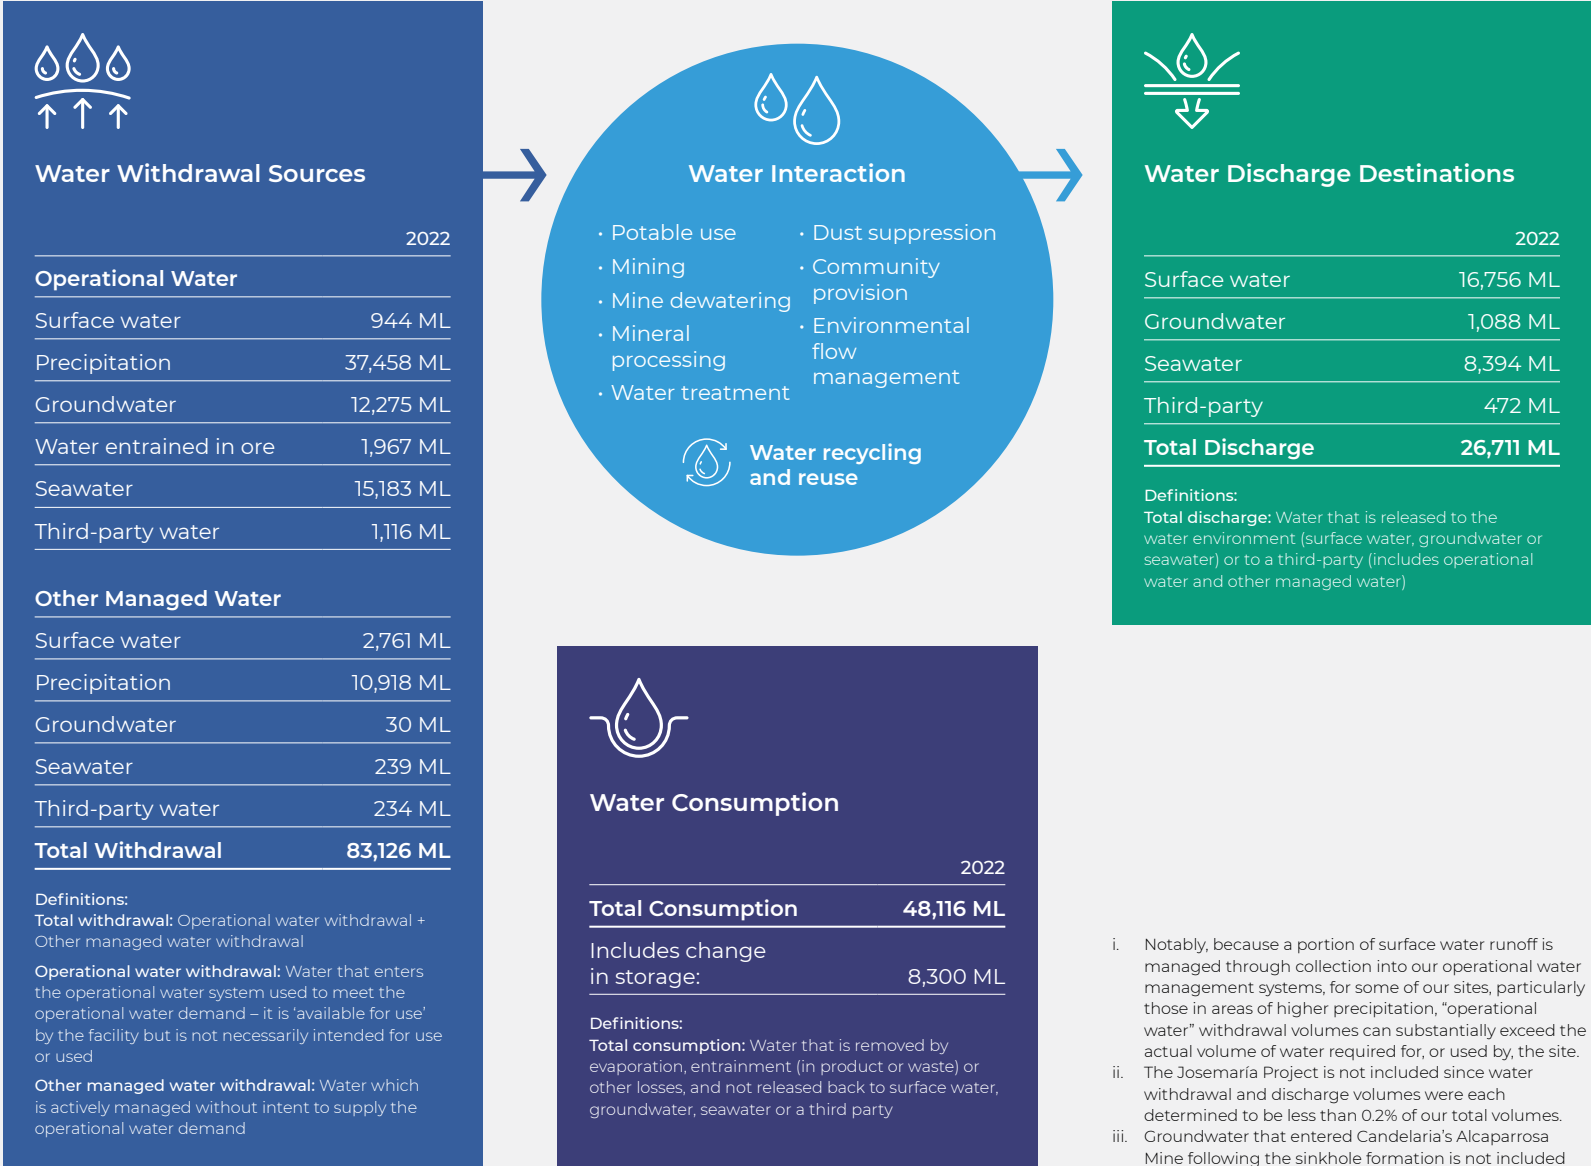 Water Withdrawal Sources
2022
Operational Water
Surface water 944 ML
Precipitation 37,458 ML
Groundwater 12,275 ML
Water entrained in ore 1,967 ML
Seawater 15,183 ML
Third-party water 1,116 ML
Other Managed Water
Surface water 2,761 ML
Precipitation 10,918 ML
Groundwater 30 ML
Seawater 239 ML
Third-party water 234 ML
Total Withdrawal 83,126 ML
Definitions:
Total withdrawal: Operational water withdrawal +
Other managed water withdrawal
Operational water withdrawal: Water that enters
the operational water system used to meet the
operational water demand – it is ‘available for use’
by the facility but is not necessarily intended for use
or used
Other managed water withdrawal: Water which
is actively managed without intent to supply the
operational water demand
Water Interaction
· Potable use
· Mining
· Mine dewatering
· Mineral
processing
· Water treatment
· Dust suppression
· Community
provision
· Environmental
flow
management
Water recycling
and reuse
Water Consumption
2022
Total Consumption 48,116 ML
Includes change
in storage: 8,300 ML
Definitions:
Total consumption: Water that is removed by
evaporation, entrainment (in product or waste) or
other losses, and not released back to surface water,
groundwater, seawater or a third party
Water Discharge Destinations
2022
Surface water 16,756 ML
Groundwater 1,088 ML
Seawater 8,394 ML
Third-party 472 ML
Total Discharge 26,711 ML
Definitions:
Total discharge: Water that is released to the
water environment (surface water, groundwater or
seawater) or to a third-party (includes operational
water and other managed water)
i. Notably, because a portion of surface water runoff is
managed through collection into our operational water
management systems, for some of our sites, particularly
those in areas of higher precipitation, “operational
water” withdrawal volumes can substantially exceed the
actual volume of water required for, or used by, the site.
ii. The Josemaría Project is not included since water
withdrawal and discharge volumes were each
determined to be less than 0.2% of our total volumes.
iii. Groundwater that entered Candelaria’s Alcaparrosa
Mine following the sinkhole formation is not included